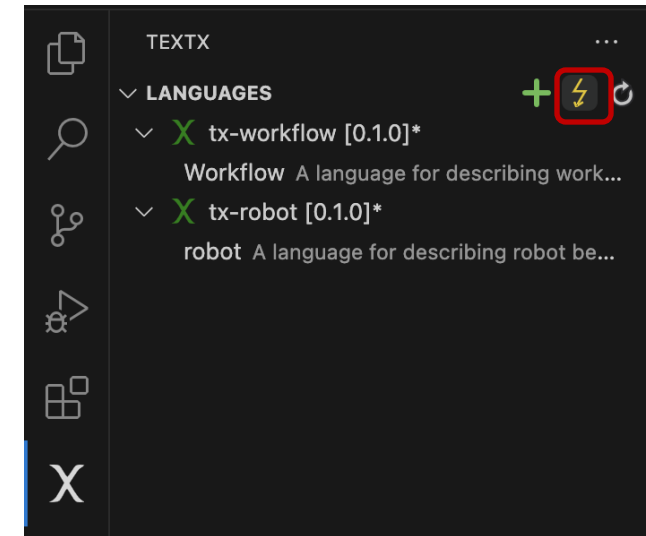 TEXTX
LANGUAGES
tx-workflow [0.1.0]*
Workflow A language for describing work...
tx-robot [0.1.0]*
robot A language for describing robot be...